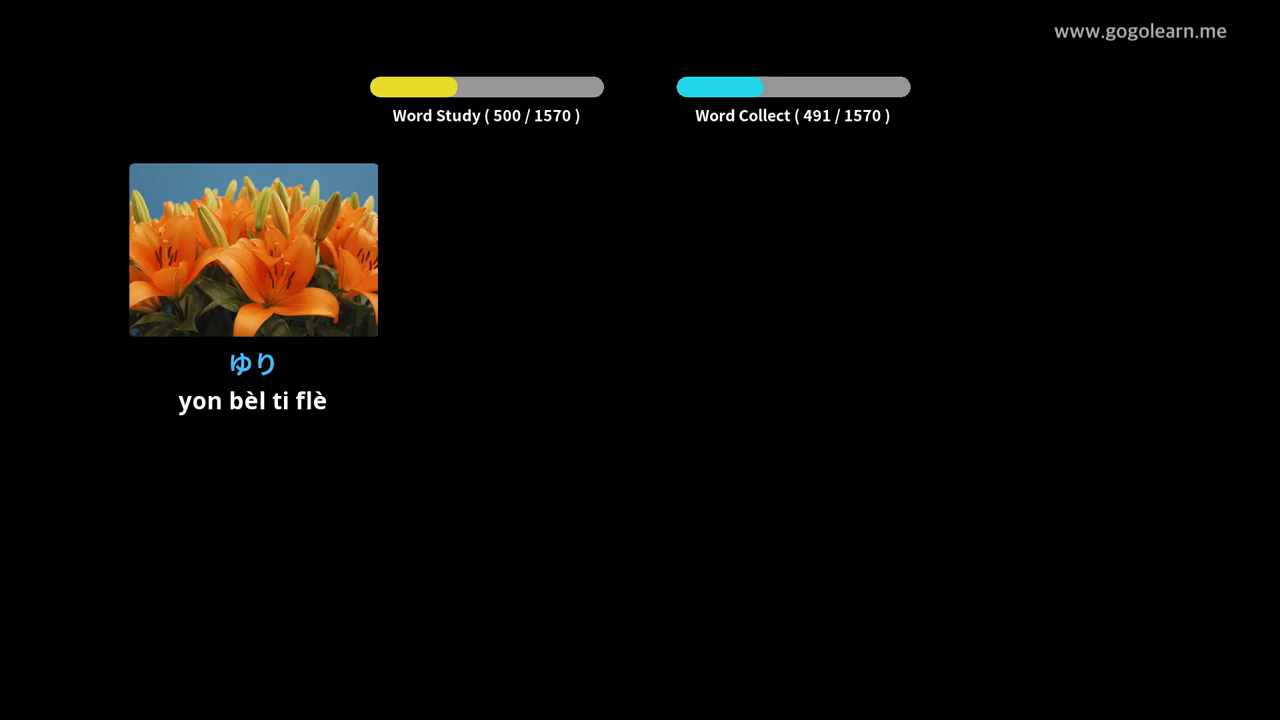 www.gogolearn.me
Word Study ( 500 / 1570 )
Word Collect ( 491 / 1570 )
ゆり
yon bèl ti flè